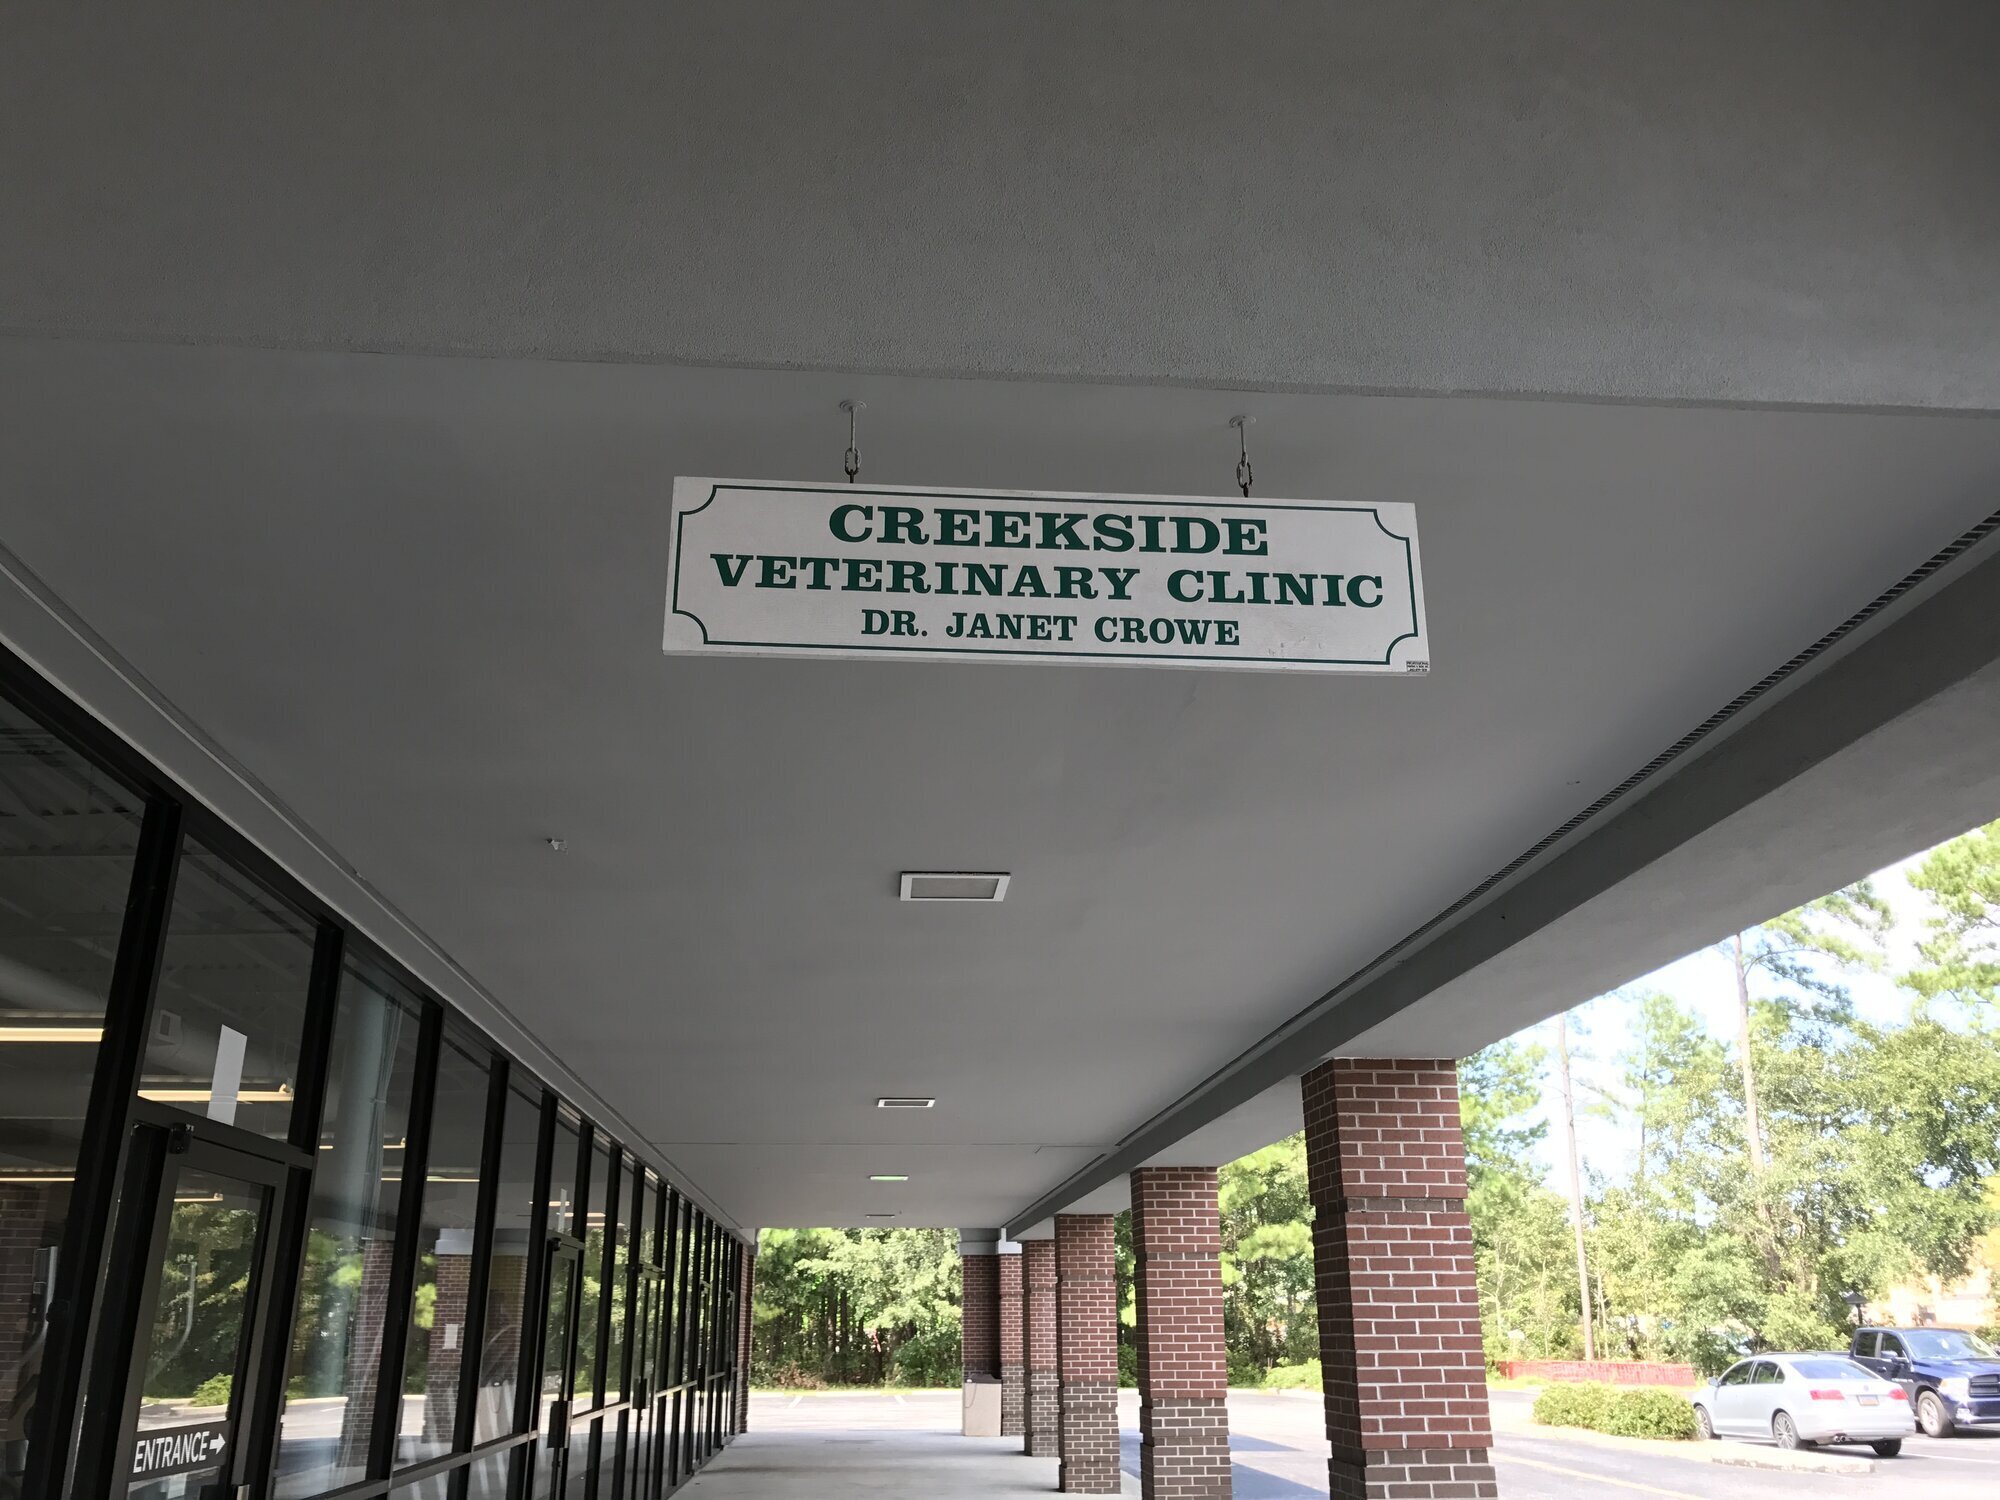 CREEKSIDE
VETERINARY CLINIC
DR. JANET CROWE
ENTRANCE→